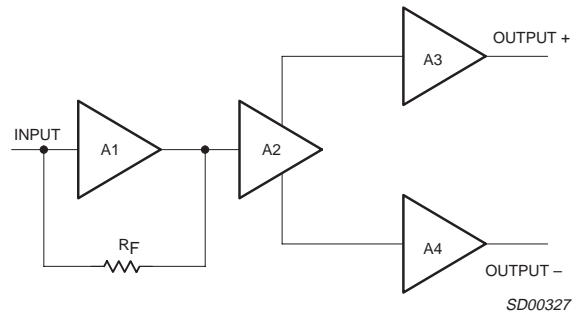 OUTPUT +
A3
INPUT
A1
A2
RF
A4
OUTPUT –
SD00327